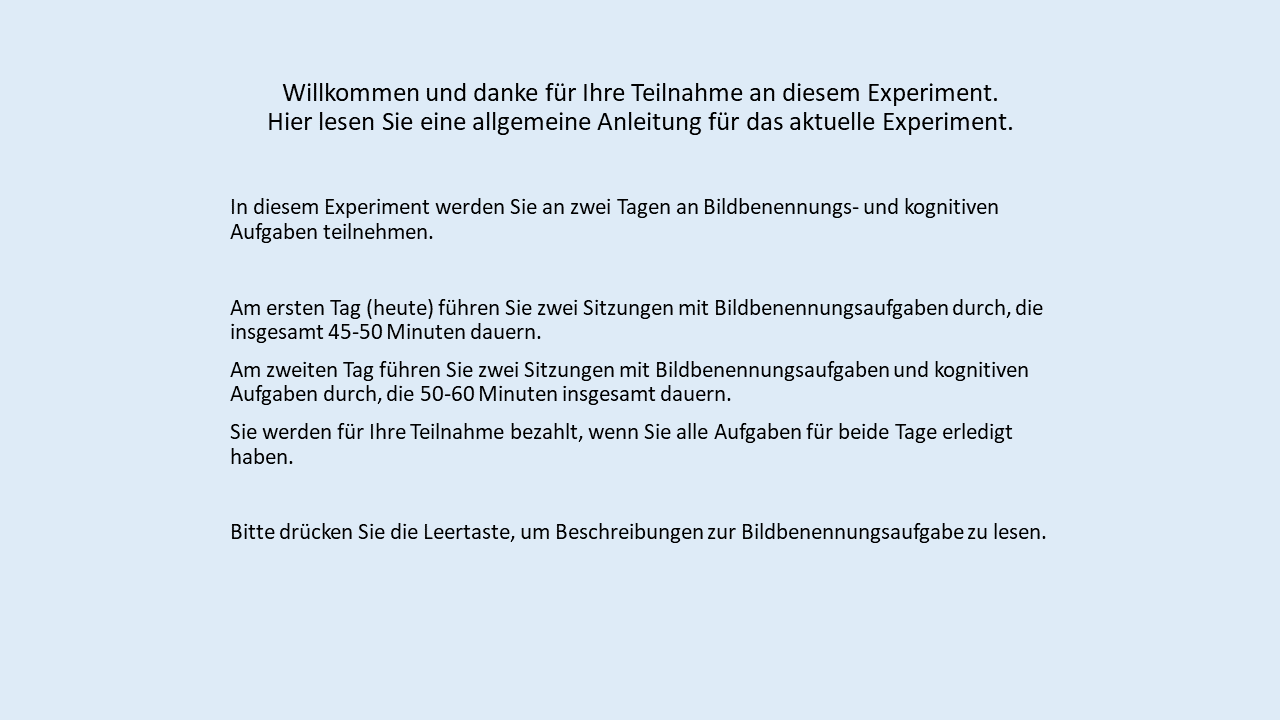 Willkommen und danke für Ihre Teilnahme an diesem Experiment.
Hier lesen Sie eine allgemeine Anleitung für das aktuelle Experiment.
In diesem Experiment werden Sie an zwei Tagen an Bildbenennungs- und kognitiven
Aufgaben teilnehmen.
Am ersten Tag (heute) führen Sie zwei Sitzungen mit Bildbenennungsaufgaben durch, die
insgesamt 45-50 Minuten dauern.
Am zweiten Tag führen Sie zwei Sitzungen mit Bildbenennungsaufgaben und kognitiven
Aufgaben durch, die 50-60 Minuten insgesamt dauern.
Sie werden für Ihre Teilnahme bezahlt, wenn Sie alle Aufgaben für beide Tage erledigt
haben.
Bitte drücken Sie die Leertaste, um Beschreibungen zur Bildbenennungsaufgabe zu lesen.